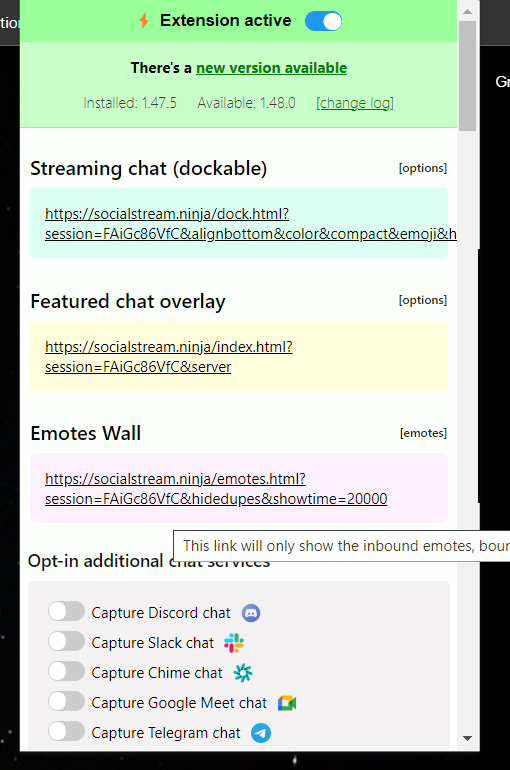 tio
Extension active
There's a new version available
Installed: 1.47.5 Available: 1.48.0 [change log]
Gr
Streaming chat (dockable) [options]
https://socialstream.ninja/dock.html?
session=FAiGc86VfC&alignbottom&color&compact&emoji&h
Featured chat overlay [options]
https://socialstream.ninja/index.html?
session=FAiGc86VfC&server
Emotes Wall [emotes]
https://socialstream.ninja/emotes.html?
session=FAiGc86VfC&hidedupes&showtime=20000
This link will only show the inbound emotes, boun
Opt-in additional chat services
Capture Discord chat
Capture Slack chat
Capture Chime chat
Capture Google Meet chat
Capture Telegram chat